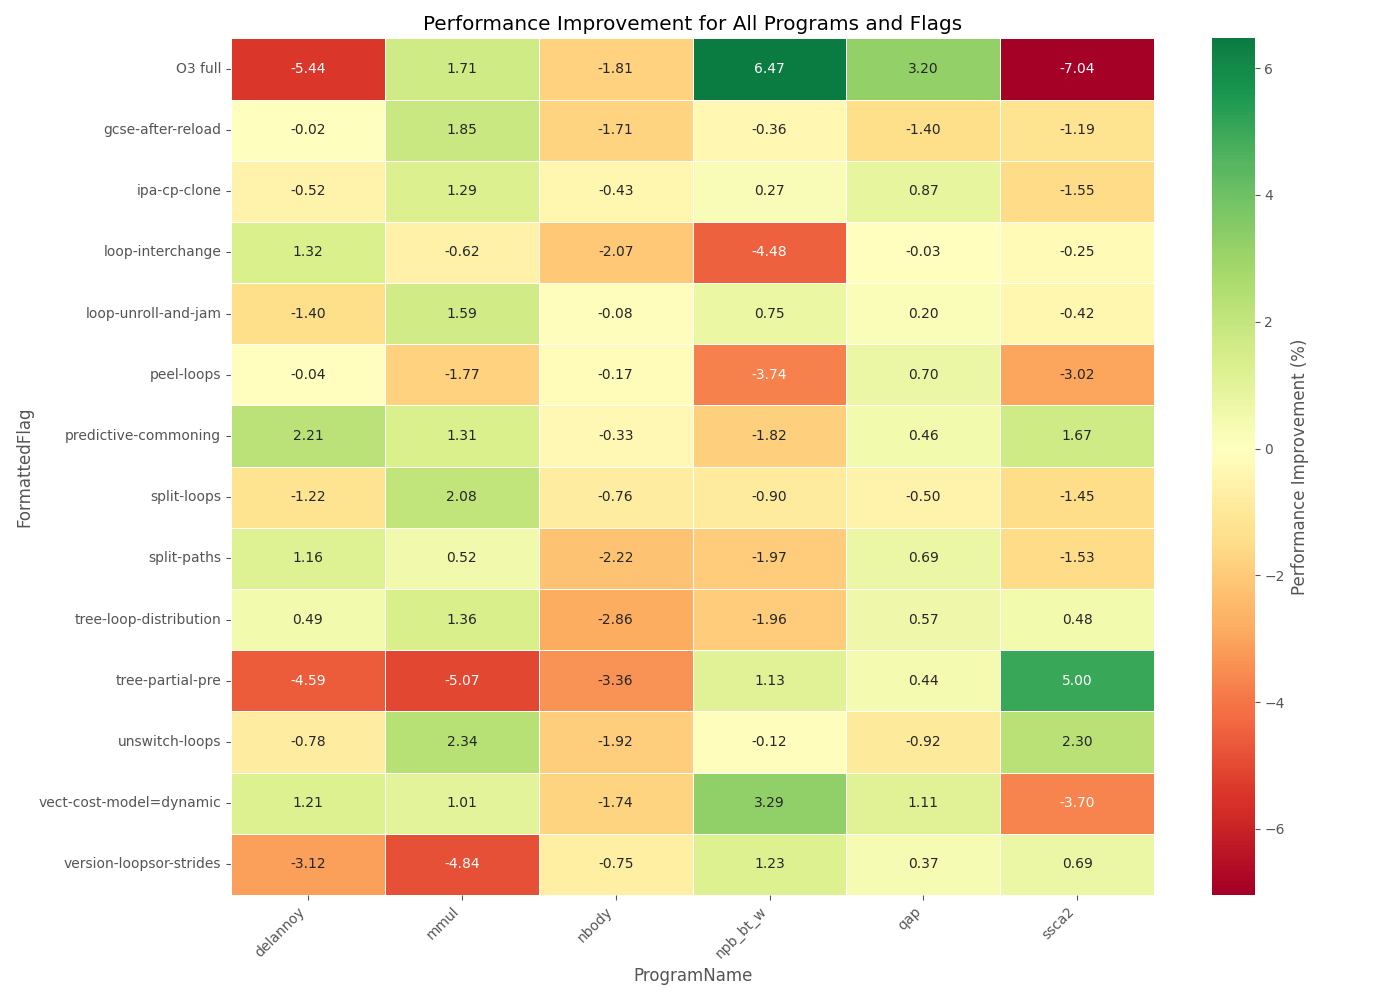 Performance Improvement for All Programs and Flags
O3 full -5.44 1.71 -1.81 6.47 3.20 -7.04
gcse-after-reload -0.02 1.85 -1.71 -0.36 -1.40 -1.19
ipa-cp-clone -0.52 1.29 -0.43 0.27 0.87 -1.55
loop-interchange 1.32 -0.62 -2.07 -4.48 -0.03 -0.25
loop-unroll-and-jam -1.40 1.59 -0.08 0.75 0.20 -0.42
peel-loops -0.04 -1.77 -0.17 -3.74 0.70 -3.02
predictive-commoning 2.21 1.31 -0.33 -1.82 0.46 1.67
split-loops -1.22 2.08 -0.76 -0.90 -0.50 -1.45
split-paths 1.16 0.52 -2.22 -1.97 0.69 -1.53
tree-loop-distribution 0.49 1.36 -2.86 -1.96 0.57 0.48
tree-partial-pre -4.59 -5.07 -3.36 1.13 0.44 5.00
unswitch-loops -0.78 2.34 -1.92 -0.12 -0.92 2.30
vect-cost-model=dynamic 1.21 1.01 -1.74 3.29 1.11 -3.70
version-loopsor-strides -3.12 -4.84 -0.75 1.23 0.37 0.69
delannoy mmul nbody npb_bt_w qap ssca2
ProgramName
FormattedFlag
6
4
2
0
−2
−4
−6
Performance Improvement (%)